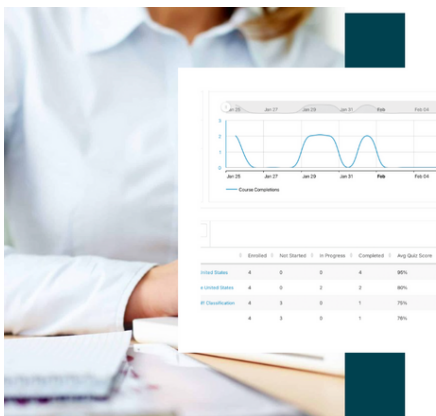 Jan 25 Jan 27 Jan 29 Jan 31 Feb Feb 04
3
2
1
0
Jan 25 Jan 27 Jan 29 Jan 31 Feb Feb 04
Course Completions
Enrolled Not Started In Progress Completed Avg Quiz Score
United States 4 0 0 4 95%
e United States 4 0 2 2 80%
Classification 4 3 0 1 75%
4 3 0 1 76%